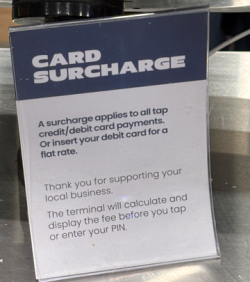 CARD
SURCHARGE
A surcharge applies to all tap
credit/debit card payments.
Or insert your debit card for a
flat rate.
Thank you for supporting your
local business.
The terminal will calculate and
display the fee before you tap
or enter your PIN.